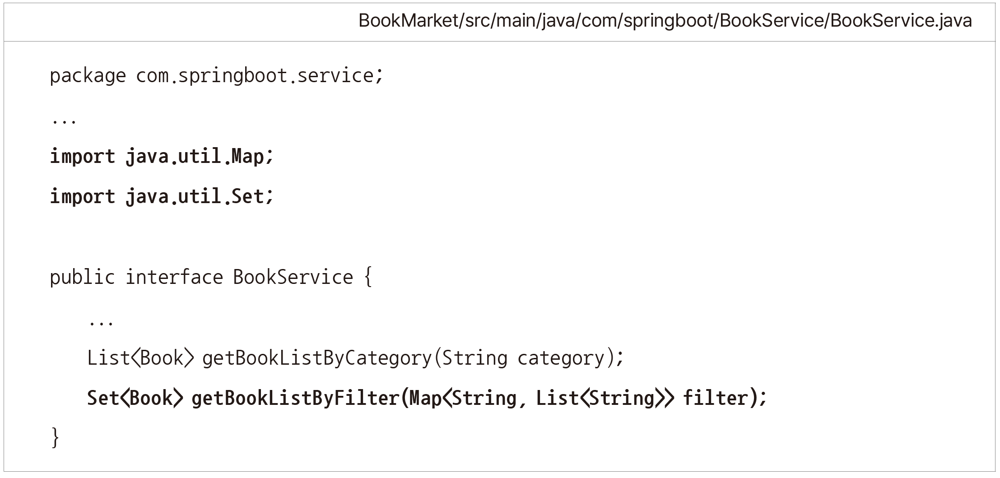 BookMarket/src/main/java/com/springboot/BookService/BookService.java
package com.springboot.service;
...
import java.util.Map;
import java.util.Set;
public interface BookService {
...
List<Book> getBookListByCategory(String category);
Set<Book> getBookListByFilter(Map<String, List<String>> filter);
}